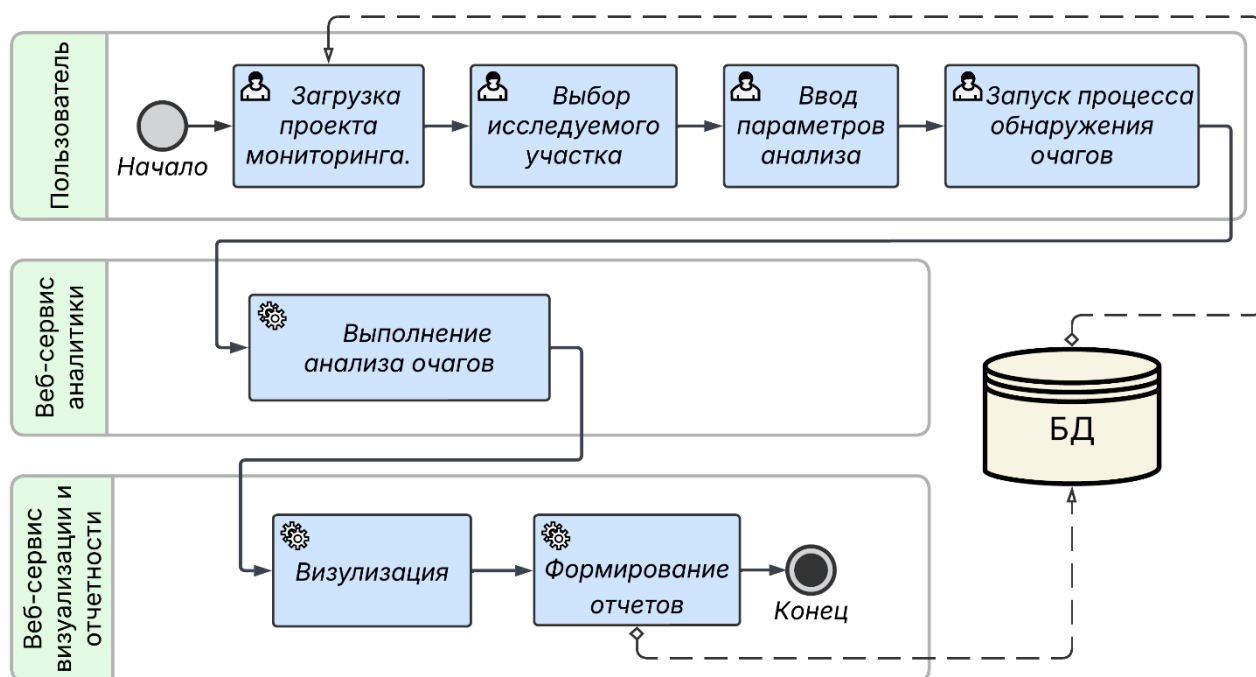 Пользователь
Начало
Загрузка
проекта
мониторинга.
Выбор
исследуемого
участка
Ввод
параметров
анализа
Запуск процесса
обнаружения
очагов
Веб-сервис
аналитики
Выполнение
анализа очагов
БД
Веб-сервис
визуализации и
отчетности
Визулизация
Формирование
отчетов
Конец